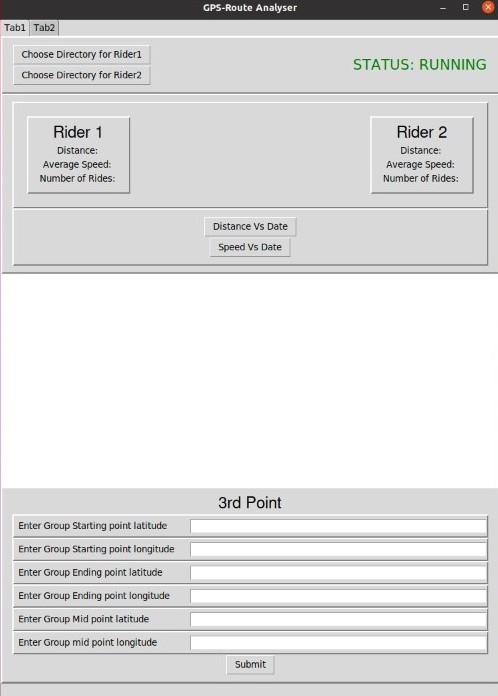 GPS-Route Analyser
Tab1 Tab2
Choose Directory for Rider1
Choose Directory for Rider2
STATUS: RUNNING
Rider 1
Distance:
Average Speed:
Number of Rides:
Rider 2
Distance:
Average Speed:
Number of Rides:
Distance Vs Date
Speed Vs Date
3rd Point
Enter Group Starting point latitude
Enter Group Starting point longitude
Enter Group Ending point latitude
Enter Group Ending point longitude
Enter Group Mid point latitude
Enter Group mid point longitude
Submit